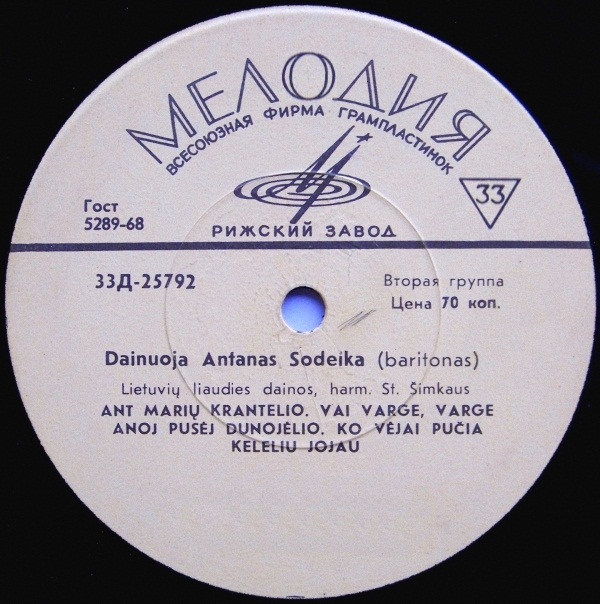 МЕЛОДИЯ
ВСЕСОЮЗНАЯ ФИРМА ГРАМПЛАСТИНОК
33
Гост
5289-68
РИЖСКИЙ ЗАВОД
33Д-25792
Вторая группа
Цена 70 коп.
Dainuoja Antanas Sodeika (baritonas)
Lietuvių liaudies dainos, harm. St. Šimkaus
ANT MARIŲ KRANTELIO. VAI VARGE, VARGE
ANOJ PUSĖJ DUNOJĖLIO. KO VĖJAI PUČIA
KELELIU JOJAU